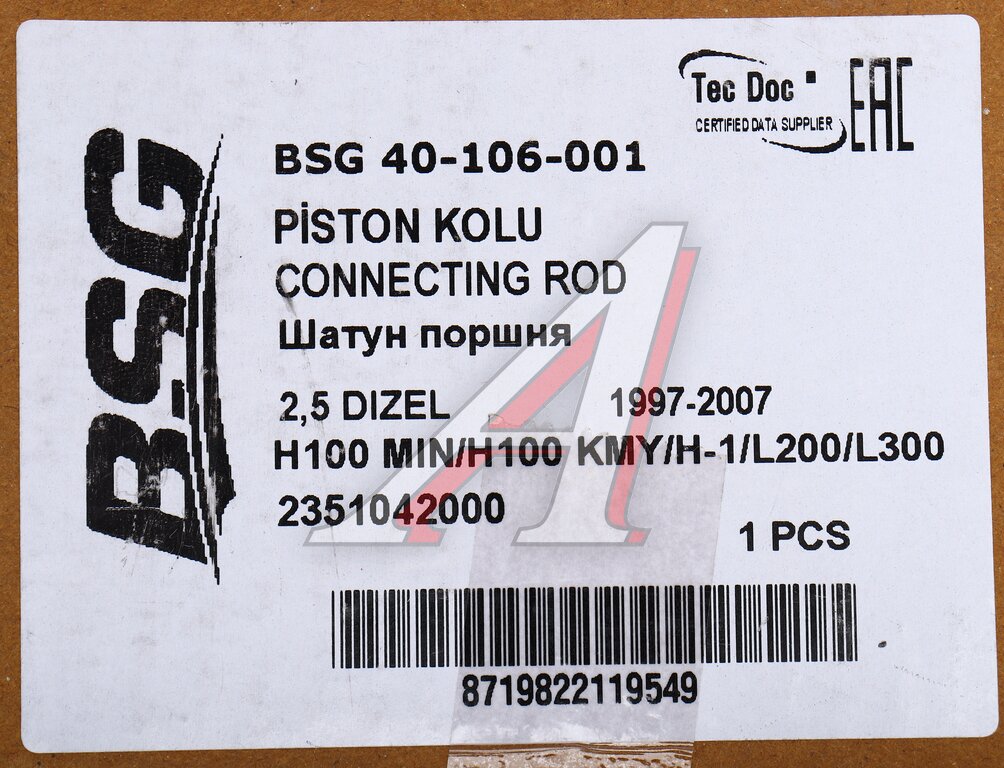 BSG
Tec Doc
CERTIFIED DATA SUPPLIER
EAC
BSG 40-106-001
PİSTON KOLU
CONNECTING ROD
Шатун поршня
2,5 DIZEL 1997-2007
H100 MIN/H100 KMY/H-1/L200/L300
2351042000
1 PCS
8719822119549